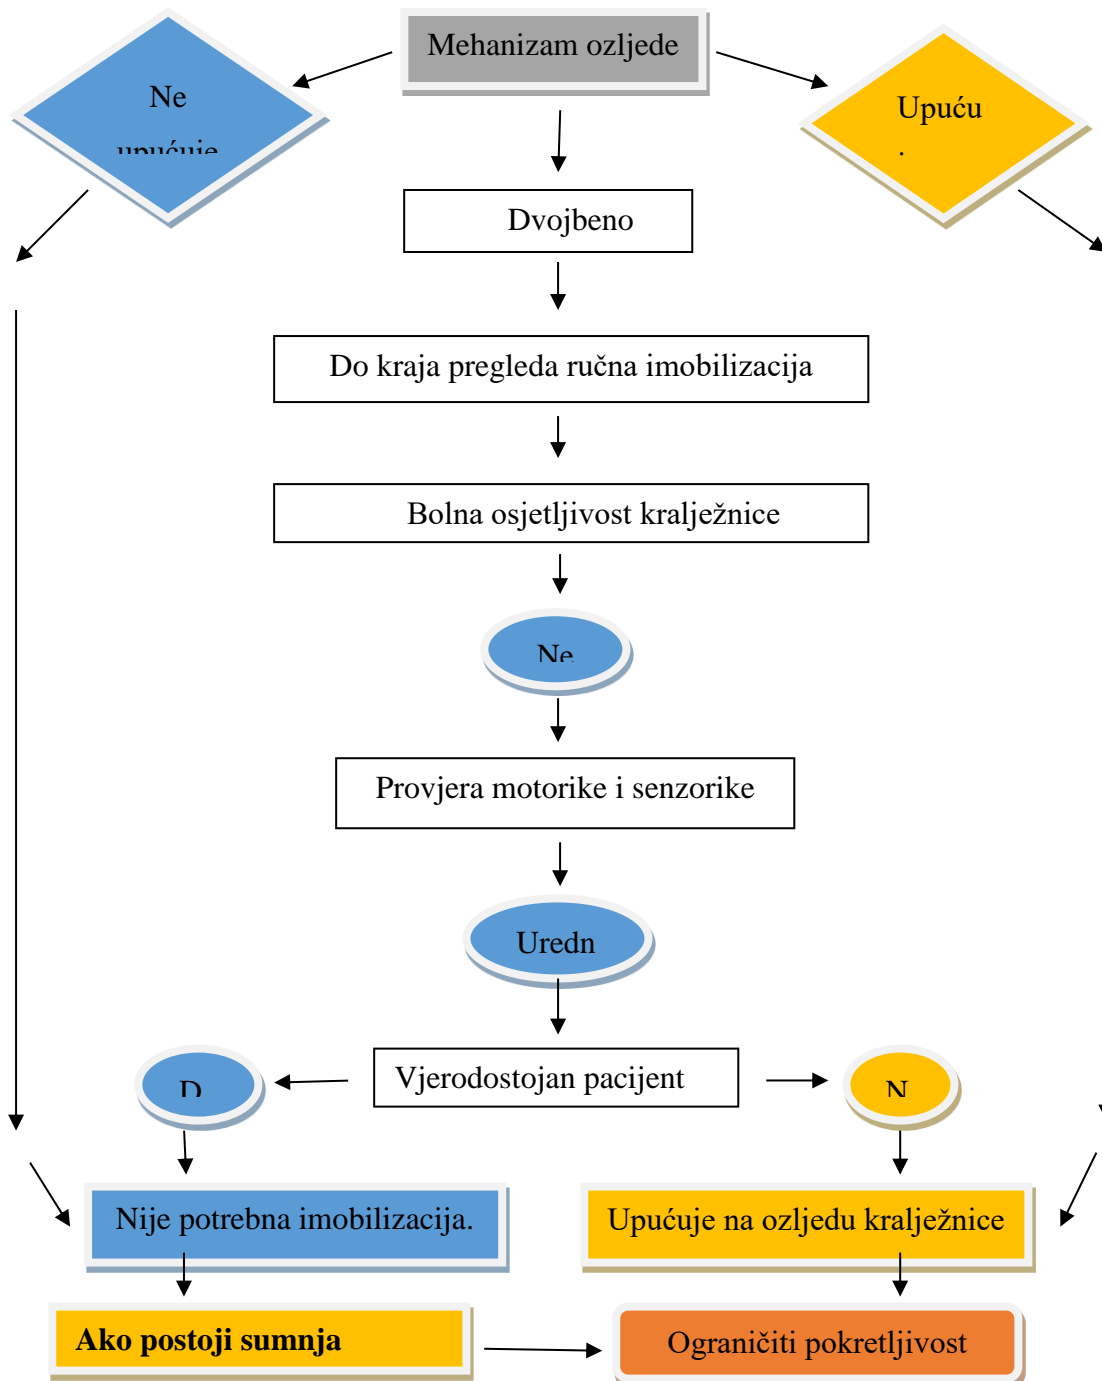 Mehanizam ozljede
Ne
upućuje
Upuću
Dvojbeno
Do kraja pregleda ručna imobilizacija
Bolna osjetljivost kralježnice
Ne
Provjera motorike i senzorike
Uredn
Vjerodostojan pacijent
D
N
Nije potrebna imobilizacija.
Upućuje na ozljedu kralježnice
Ako postoji sumnja
Ograničiti pokretljivost